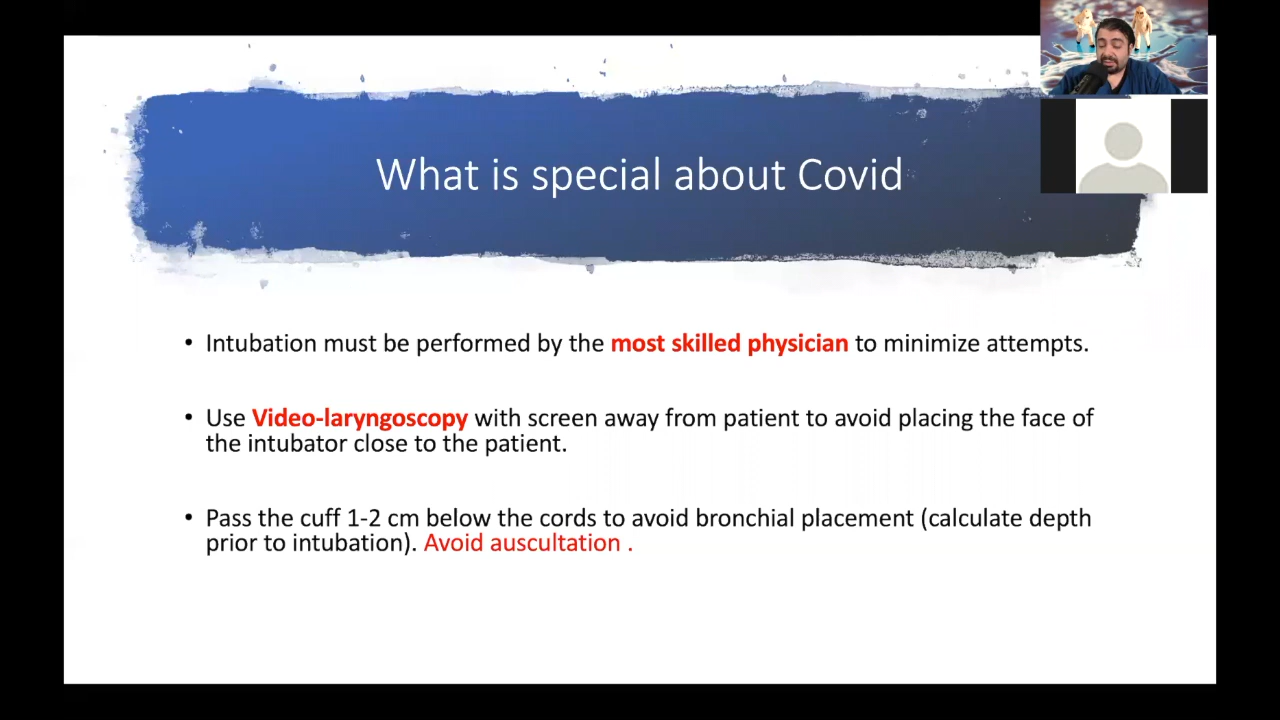 What is special about Covid
• Intubation must be performed by the most skilled physician to minimize attempts.
• Use Video-laryngoscopy with screen away from patient to avoid placing the face of
the intubator close to the patient.
• Pass the cuff 1-2 cm below the cords to avoid bronchial placement (calculate depth
prior to intubation). Avoid auscultation .